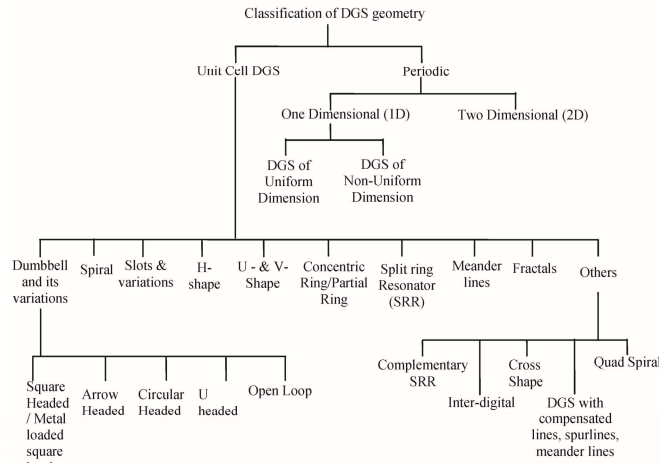 Classification of DGS geometry
Unit Cell DGS
Periodic
One Dimensional (1D)
Two Dimensional (2D)
DGS of
Uniform
Dimension
DGS of
Non-Uniform
Dimension
Dumbbell
and its
variations
Spiral
Slots &
variations
H-
shape
U - & V-
Shape
Concentric
Ring/Partial
Ring
Split ring
Resonator
(SRR)
Meander
lines
Fractals
Others
Square
Headed
/ Metal
loaded
square
Arrow
Headed
Circular
Headed
U
headed
Open Loop
Complementary
SRR
Inter-digital
Cross
Shape
DGS with
compensated
lines, spurlines,
meander lines
Quad Spiral